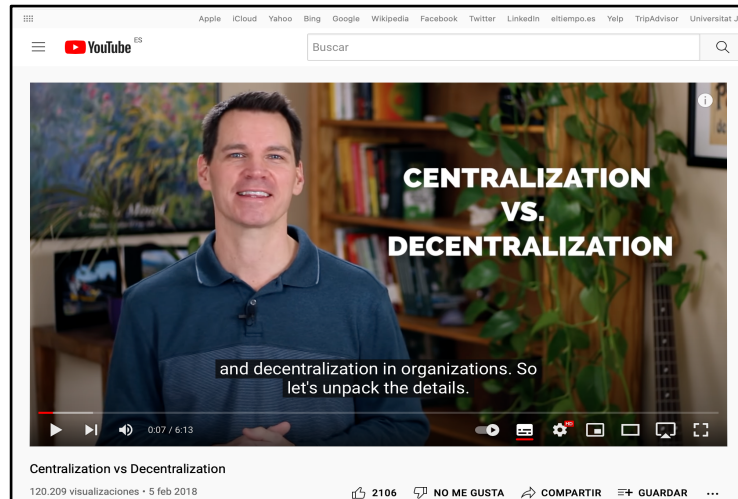 Apple iCloud Yahoo Bing Google Wikipedia Facebook Twitter LinkedIn eltiempo.es Yelp TripAdvisor Universitat J
YouTube ES
Buscar
CENTRALIZATION
VS.
DECENTRALIZATION
and decentralization in organizations. So
let's unpack the details.
0:07 / 6:13
HD
Centralization vs Decentralization
120.209 visualizaciones • 5 feb 2018
2106 NO ME GUSTA COMPARTIR GUARDAR